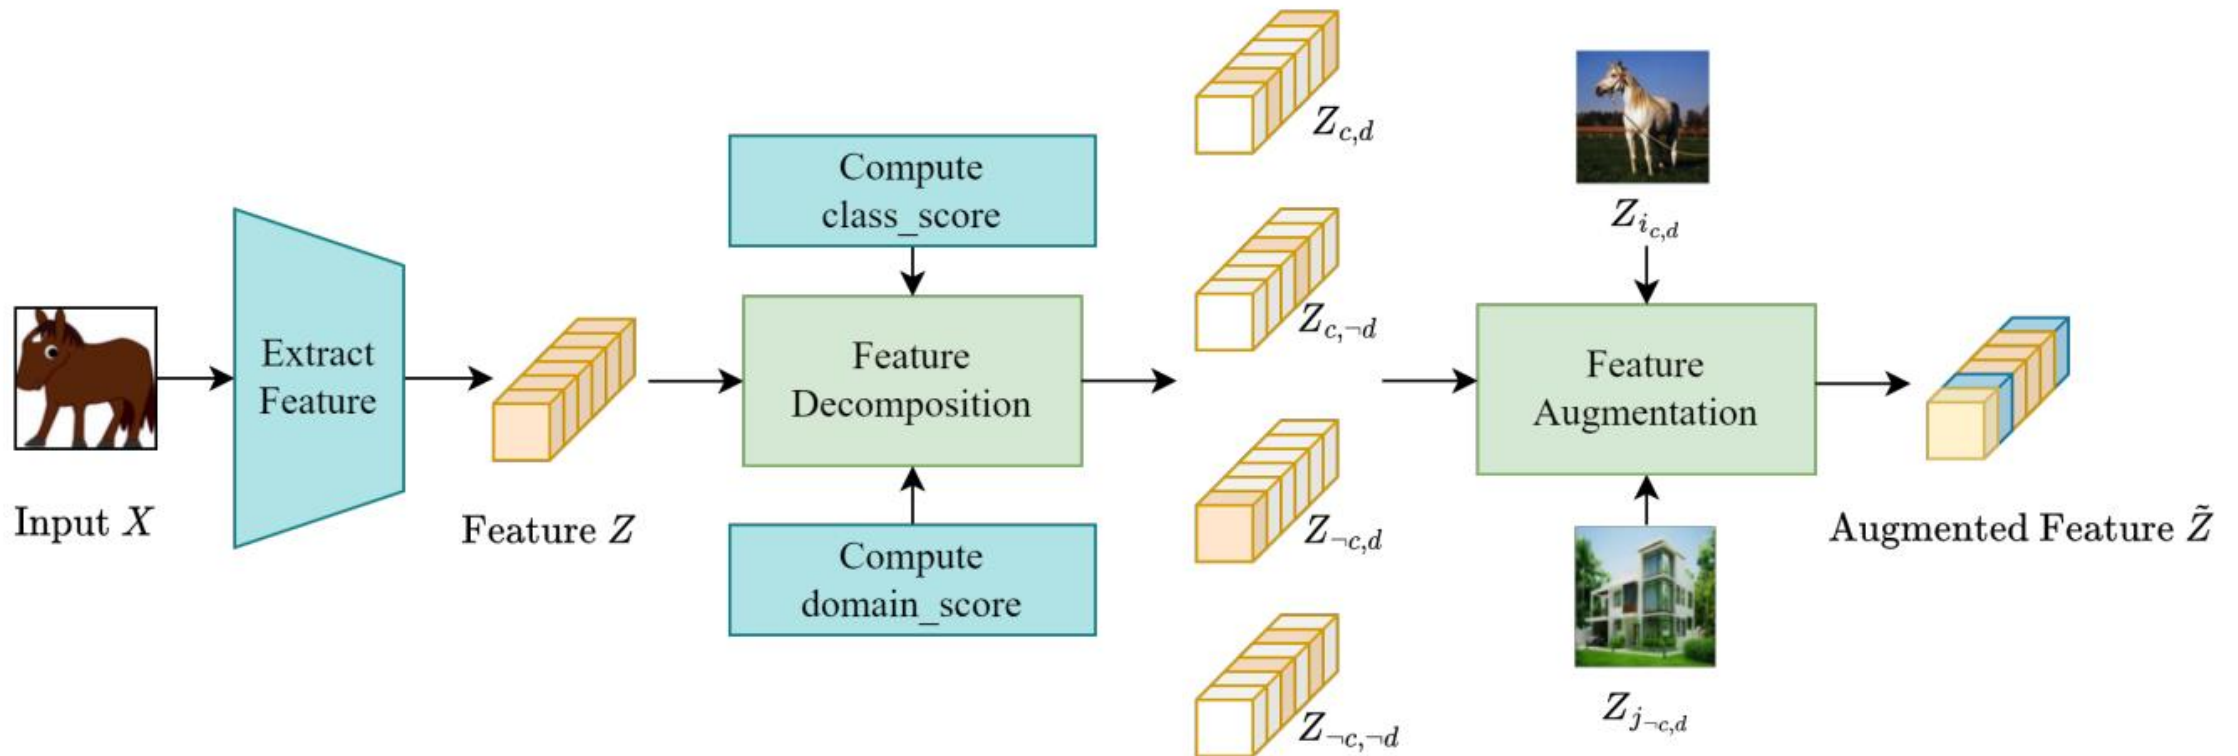 Input X
Extract
Feature
Feature Z
Compute
class_score
Feature
Decomposition
Compute
domain_score
Z_{c,d}
Z_{c,¬d}
Z_{¬c,d}
Z_{¬c,¬d}
Z_{i_{c,d}}
Feature
Augmentation
Z_{j_{¬c,d}}
Augmented Feature Z̃